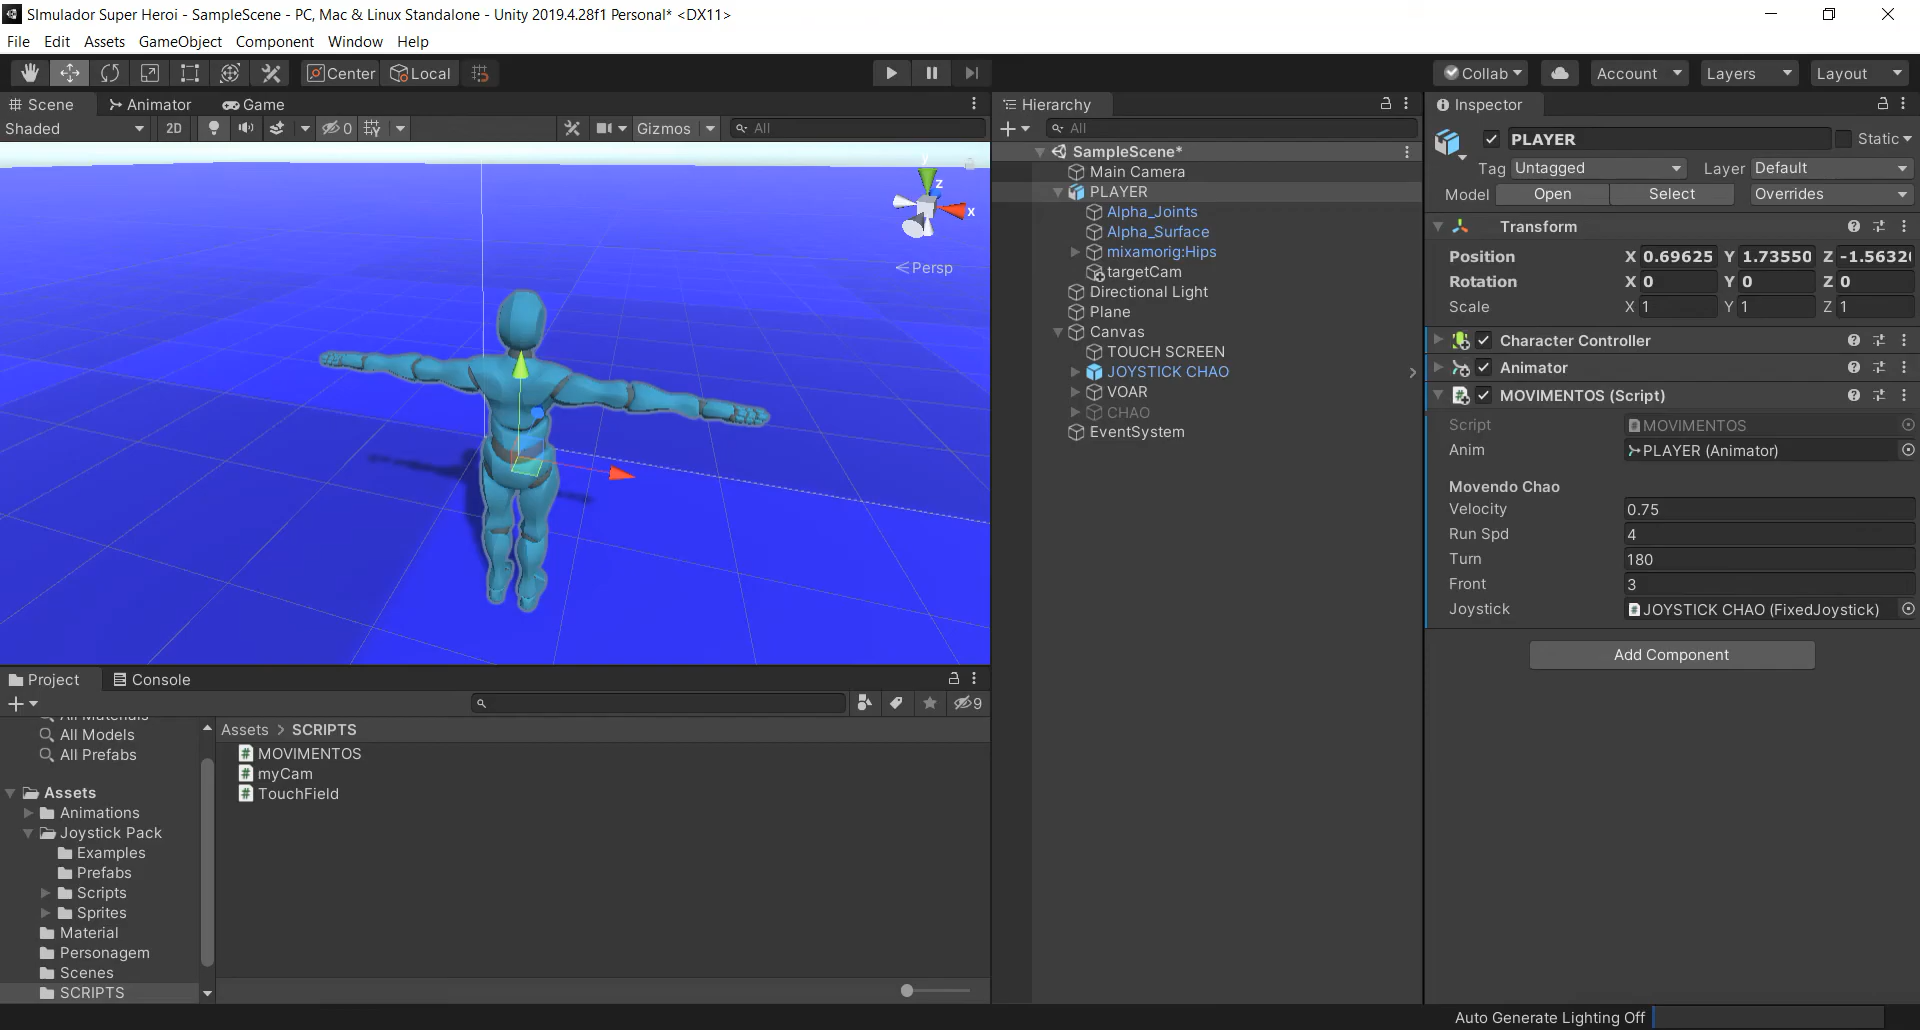 SImulador Super Heroi - SampleScene - PC, Mac & Linux Standalone - Unity 2019.4.28f1 Personal* <DX11>
File Edit Assets GameObject Component Window Help
Center Local Collab Account Layers Layout
Scene Animator Game
Shaded 2D 0 Gizmos All
y
z
x
Persp
Hierarchy
All
SampleScene*
Main Camera
PLAYER
Alpha_Joints
Alpha_Surface
mixamorig:Hips
targetCam
Directional Light
Plane
Canvas
TOUCH SCREEN
JOYSTICK CHAO
VOAR
CHAO
EventSystem
Inspector
PLAYER Static
Tag Untagged Layer Default
Model Open Select Overrides
Transform
Position X 0.69625 Y 1.73550 Z -1.5632
Rotation X 0 Y 0 Z 0
Scale X 1 Y 1 Z 1
Character Controller
Animator
MOVIMENTOS (Script)
Script MOVIMENTOS
Anim PLAYER (Animator)
Movendo Chao
Velocity 0.75
Run Spd 4
Turn 180
Front 3
Joystick JOYSTICK CHAO (FixedJoystick)
Add Component
Project Console
9
All Materials
All Models
All Prefabs
Assets
Animations
Joystick Pack
Examples
Prefabs
Scripts
Sprites
Material
Personagem
Scenes
SCRIPTS
Assets > SCRIPTS
MOVIMENTOS
myCam
TouchField
Auto Generate Lighting Off